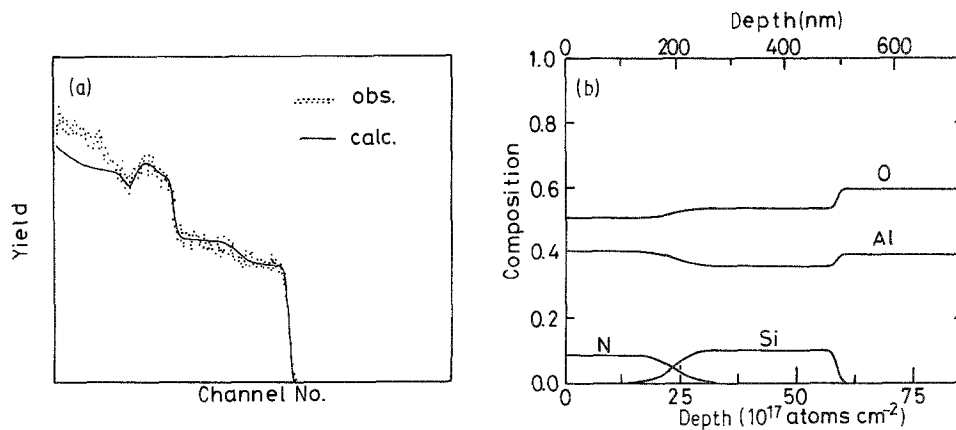 (a)
obs.
calc.
Yield
Channel No.
Depth(nm)
0 200 400 600
(b)
1.0
0.8
0.6
0.4
0.2
0.0
Composition
O
Al
N
Si
0 25 50 75
Depth (10¹⁷ atoms cm⁻²)